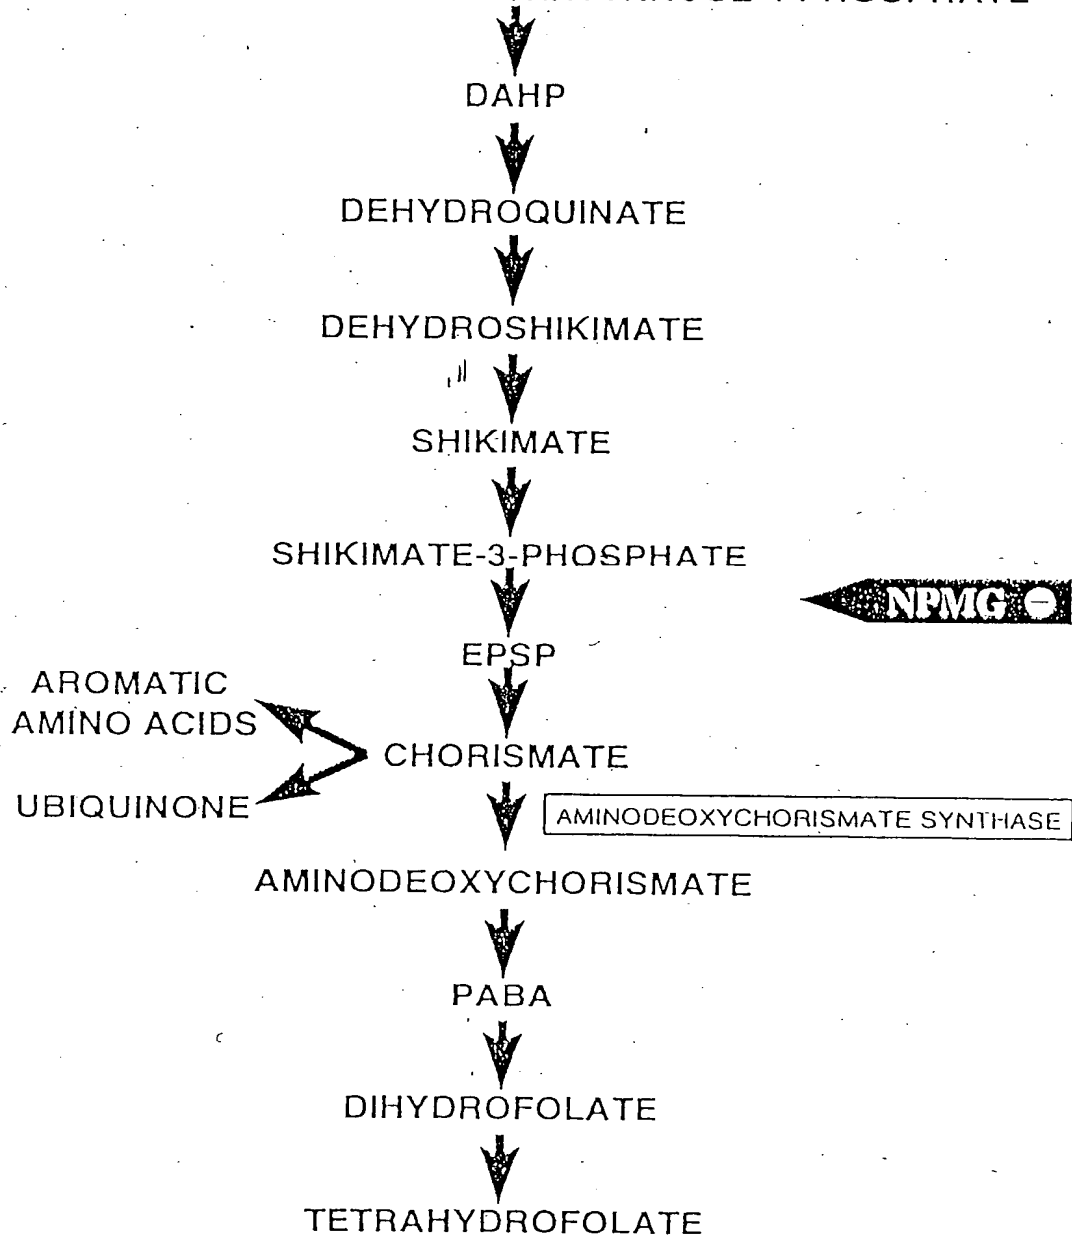 DAHP
DEHYDROQUINATE
DEHYDROSHIKIMATE
SHIKIMATE
SHIKIMATE-3-PHOSPHATE
NPMG
EPSP
AROMATIC
AMINO ACIDS
CHORISMATE
UBIQUINONE
AMINODEOXYCHORISMATE SYNTHASE
AMINODEOXYCHORISMATE
PABA
DIHYDROFOLATE
TETRAHYDROFOLATE